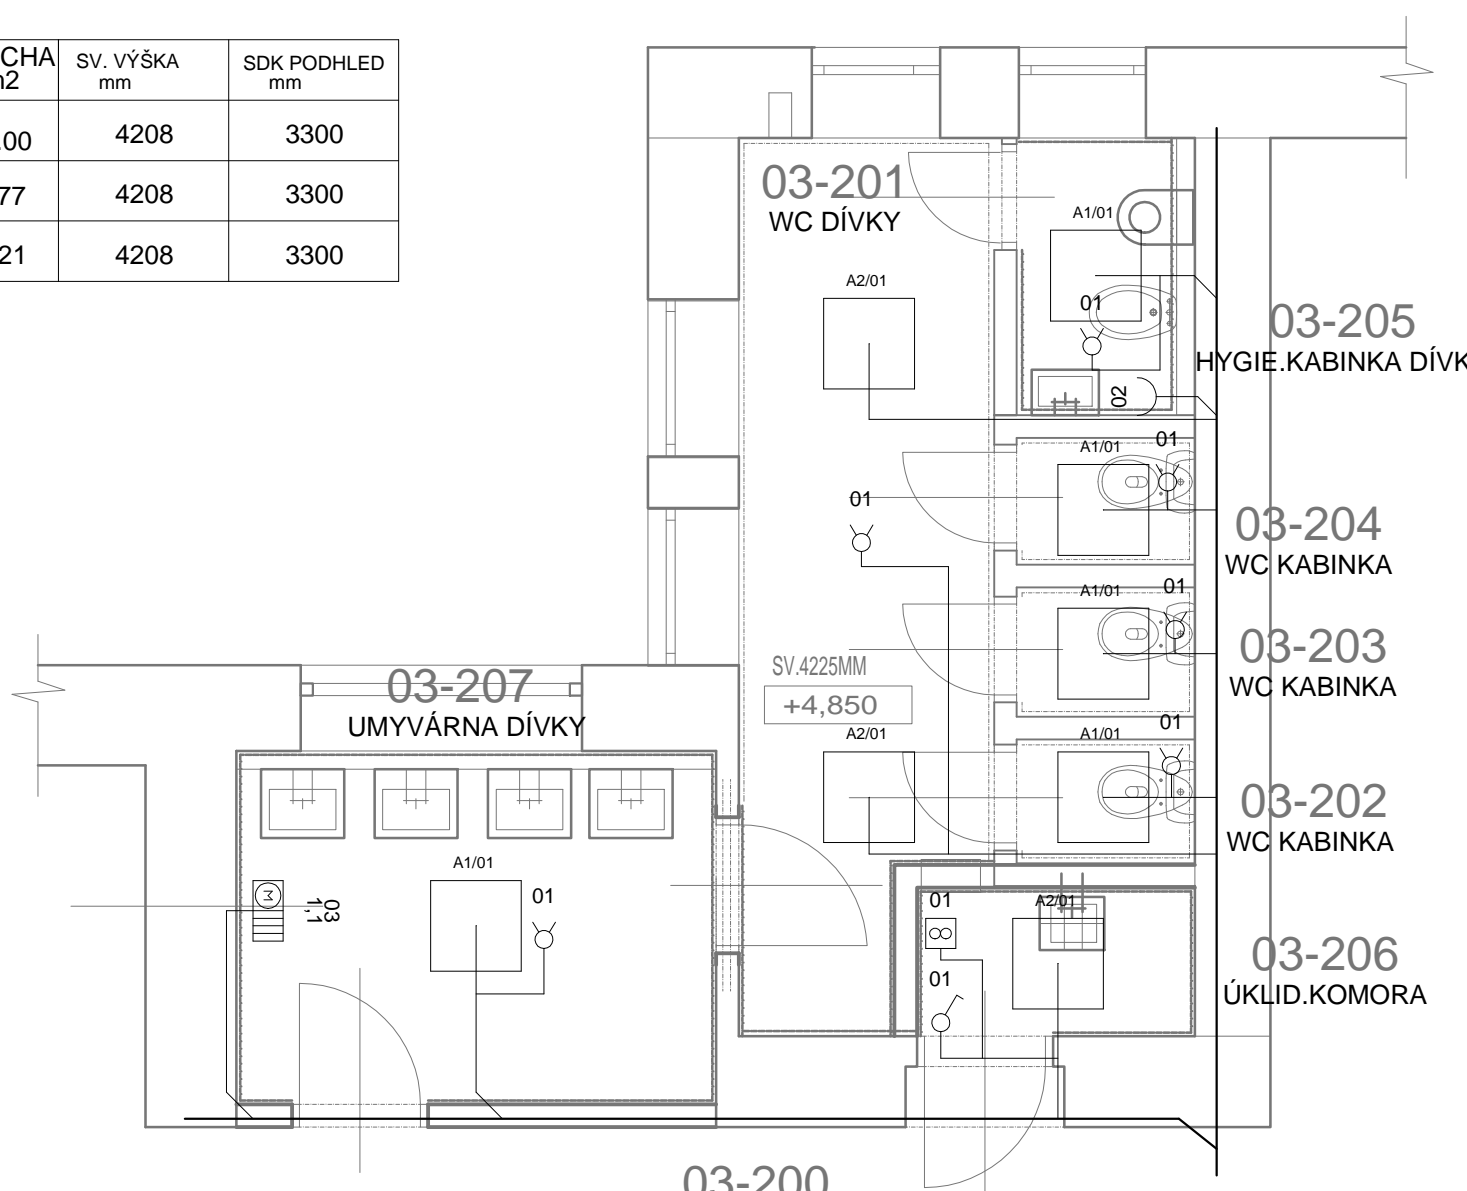 CHA SV. VÝŠKA SDK PODHLED
m2 mm mm
.00 4208 3300
77 4208 3300
21 4208 3300
03-201
WC DÍVKY
A1/01
A2/01
01
03-205
HYGIE.KABINKA DÍVK
02
A1/01
01
01
03-204
WC KABINKA
A1/01
01
03-203
WC KABINKA
SV.4225MM
+4,850
03-207
UMYVÁRNA DÍVKY
A2/01
A1/01
01
03-202
WC KABINKA
A1/01
01
M
03
1,1
01
A2/01
01
03-206
ÚKLID.KOMORA
03-200